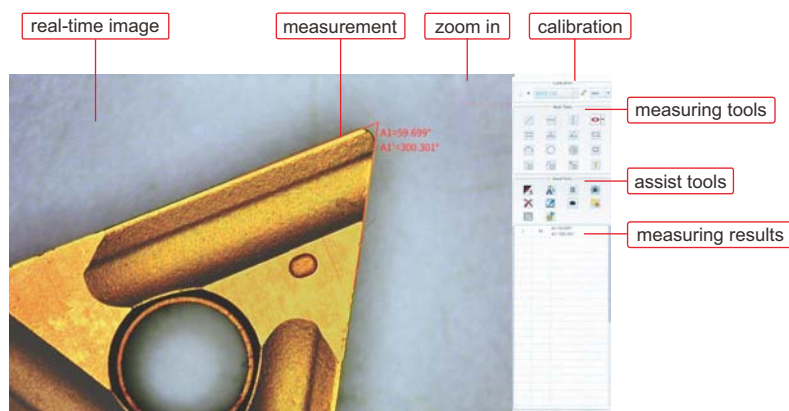 real-time image
measurement
zoom in
calibration
measuring tools
A1=59.699°
A1'=300.301°
assist tools
measuring results